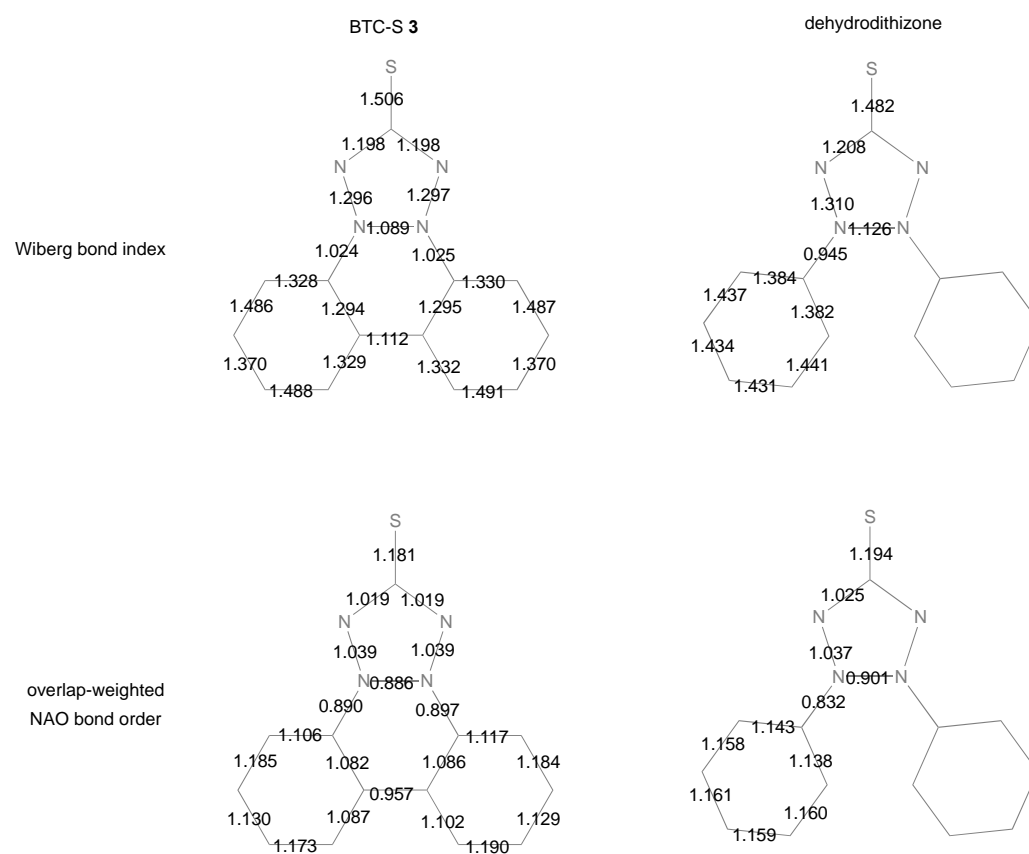 BTC-S 3
dehydrodithizone
S
S
1.506
1.482
1.198 1.198
1.208
N N
N N
1.296 1.297
1.310
N 1.089 N
N 1.126 N
Wiberg bond index
1.024 1.025
0.945
1.328 1.330
1.384
1.486 1.294 1.295 1.487
1.437 1.382
1.112
1.434
1.370 1.329 1.332 1.370
1.441
1.488 1.491
1.431
S
S
1.181
1.194
1.019 1.019
1.025
N N
N N
1.039 1.039
1.037
N 0.886 N
N 0.901 N
overlap-weighted
NAO bond order
0.890 0.897
0.832
1.106 1.117
1.143
1.185 1.082 1.086 1.184
1.158 1.138
0.957
1.161
1.130 1.087 1.102 1.129
1.160
1.173 1.190
1.159